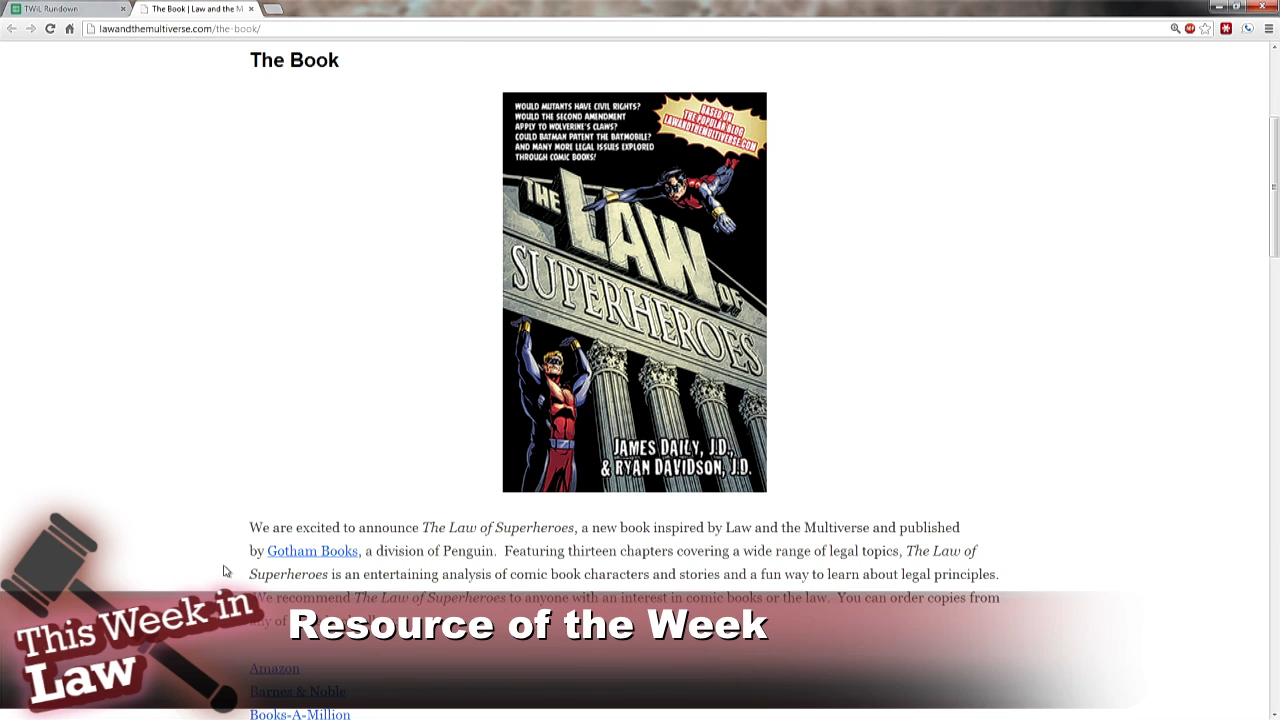 TWiL Rundown
The Book | Law and the M
lawandthemultiverse.com/the-book/
The Book
WOULD MUTANTS HAVE CIVIL RIGHTS?
WOULD THE SECOND AMENDMENT
APPLY TO WOLVERINE'S CLAWS?
COULD BATMAN PATENT THE BATMOBILE?
AND MANY MORE LEGAL ISSUES EXPLORED
THROUGH COMIC BOOKS!
BASED ON
THE POPULAR BLOG
LAWANDTHEMULTIVERSE.COM
THE LAW OF
SUPERHEROES
JAMES DAILY, J.D.,
& RYAN DAVIDSON, J.D.
We are excited to announce The Law of Superheroes, a new book inspired by Law and the Multiverse and published
by Gotham Books, a division of Penguin. Featuring thirteen chapters covering a wide range of legal topics, The Law of
Superheroes is an entertaining analysis of comic book characters and stories and a fun way to learn about legal principles.
We recommend The Law of Superheroes to anyone with an interest in comic books or the law. You can order copies from
any of
This Week in
Law
Resource of the Week
Amazon
Barnes & Noble
Books-A-Million